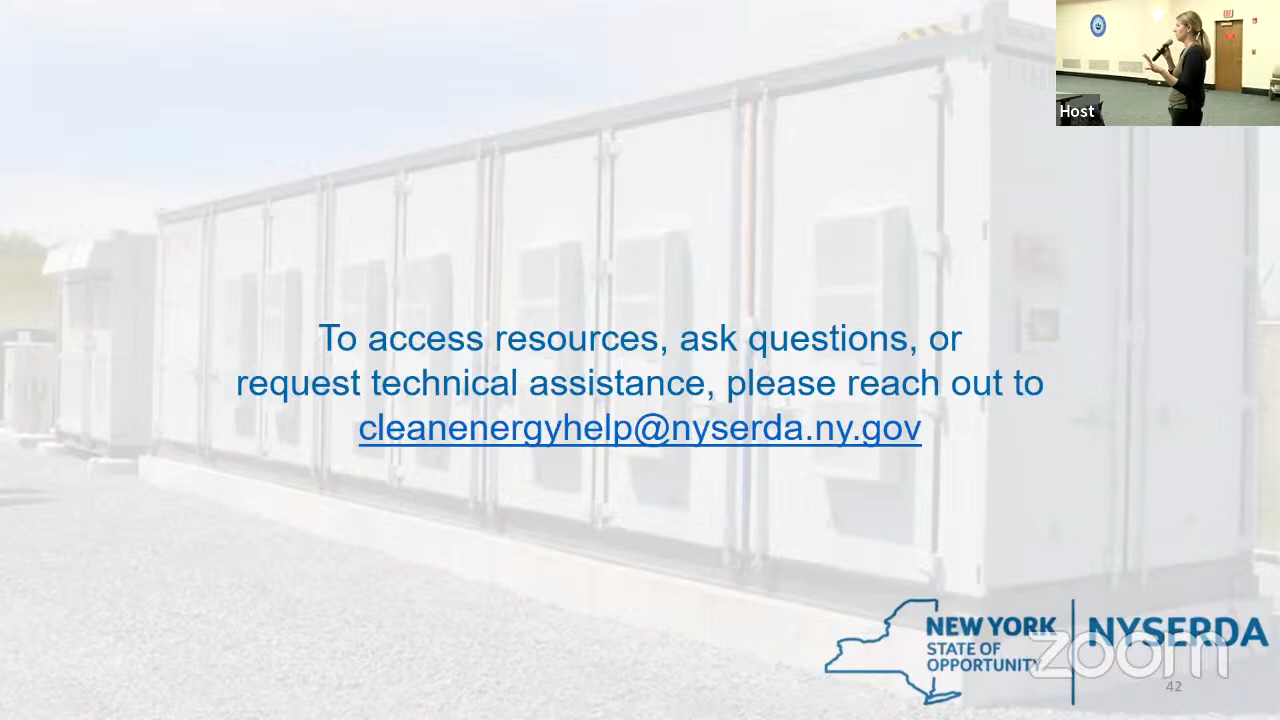 Host
To access resources, ask questions, or
request technical assistance, please reach out to
cleanenergyhelp@nyserda.ny.gov
NEW YORK
STATE OF
OPPORTUNITY
NYSERDA
zoom
42